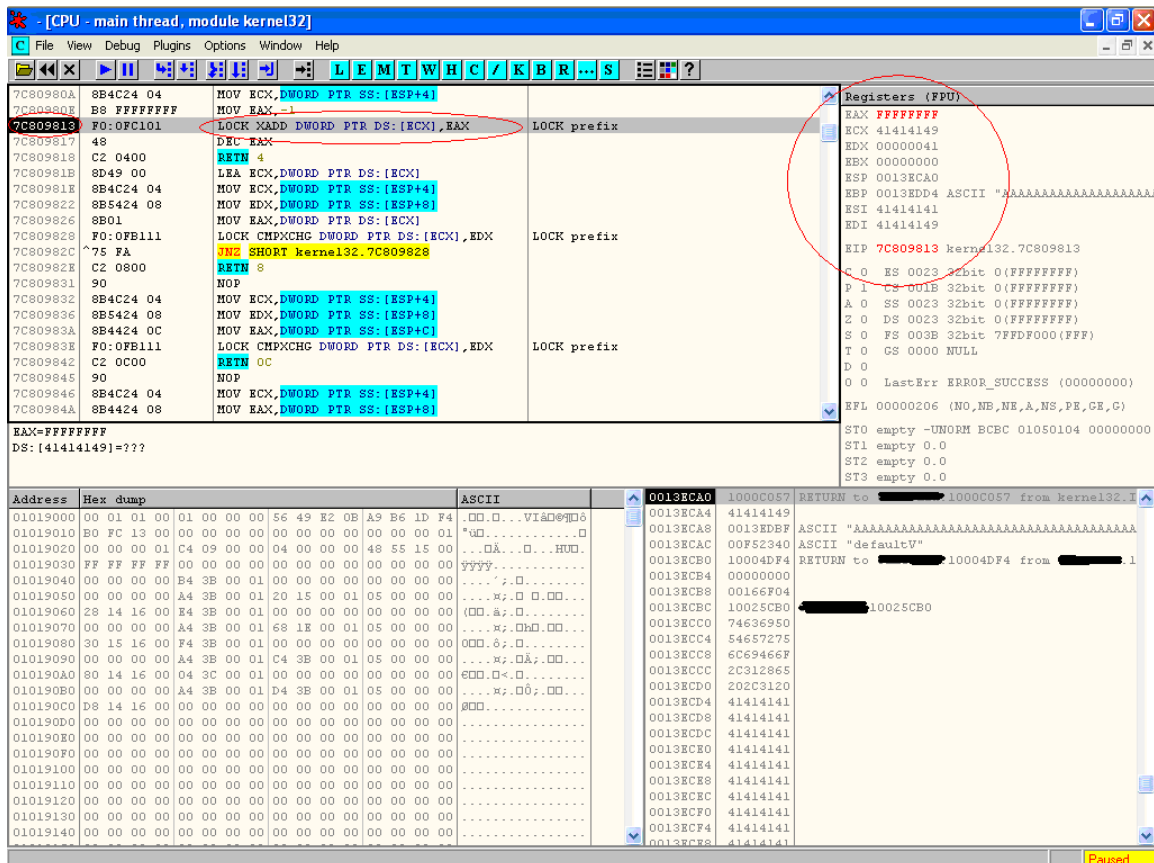 - [CPU - main thread, module kernel32]
C File View Debug Plugins Options Window Help
L E M T W H C / K B R ... S ?
7C80980A 8B4C24 04 MOV ECX,DWORD PTR SS:[ESP+4]
7C80980E B8 FFFFFFFF MOV EAX,-1
7C809813 F0:0FC101 LOCK XADD DWORD PTR DS:[ECX],EAX LOCK prefix
7C809817 48 DEC EAX
7C809818 C2 0400 RETN 4
7C80981B 8D49 00 LEA ECX,DWORD PTR DS:[ECX]
7C80981E 8B4C24 04 MOV ECX,DWORD PTR SS:[ESP+4]
7C809822 8B5424 08 MOV EDX,DWORD PTR SS:[ESP+8]
7C809826 8B01 MOV EAX,DWORD PTR DS:[ECX]
7C809828 F0:0FB111 LOCK CMPXCHG DWORD PTR DS:[ECX],EDX LOCK prefix
7C80982C ^75 FA JNZ SHORT kernel32.7C809828
7C80982E C2 0800 RETN 8
7C809831 90 NOP
7C809832 8B4C24 04 MOV ECX,DWORD PTR SS:[ESP+4]
7C809836 8B5424 08 MOV EDX,DWORD PTR SS:[ESP+8]
7C80983A 8B4424 0C MOV EAX,DWORD PTR SS:[ESP+C]
7C80983E F0:0FB111 LOCK CMPXCHG DWORD PTR DS:[ECX],EDX LOCK prefix
7C809842 C2 0C00 RETN 0C
7C809845 90 NOP
7C809846 8B4C24 04 MOV ECX,DWORD PTR SS:[ESP+4]
7C80984A 8B4424 08 MOV EAX,DWORD PTR SS:[ESP+8]
EAX=FFFFFFFF
DS:[41414149]=???
Registers (FPU)
EAX FFFFFFFF
ECX 41414149
EDX 00000041
EBX 00000000
ESP 0013ECA0
EBP 0013EDD4 ASCII "AAAAAAAAAAAAAAAAAAAA
ESI 41414141
EDI 41414141
EIP 7C809813 kernel32.7C809813
C 0 ES 0023 32bit 0(FFFFFFFF)
P 1 CS 001B 32bit 0(FFFFFFFF)
A 0 SS 0023 32bit 0(FFFFFFFF)
Z 0 DS 0023 32bit 0(FFFFFFFF)
S 0 FS 003B 32bit 7FFDF000(FFF)
T 0 GS 0000 NULL
D 0
O 0 LastErr ERROR_SUCCESS (00000000)
EFL 00000206 (NO,NB,NE,A,NS,PE,GE,G)
ST0 empty -UNORM BCBC 01050104 00000000
ST1 empty 0.0
ST2 empty 0.0
ST3 empty 0.0
Address Hex dump ASCII
01019000 00 01 01 00 01 00 00 00 56 49 E2 0B A9 B6 1D F4
01019010 B0 FC 13 00 00 00 00 00 00 00 00 00 00 00 00 01
01019020 00 00 00 01 C4 09 00 00 04 00 00 00 48 55 15 00
01019030 FF FF FF FF 00 00 00 00 00 00 00 00 00 00 00 00 ÿÿÿÿ............
01019040 00 00 00 00 B4 3B 00 01 00 00 00 00 00 00 00 00 ....´;..........
01019050 00 00 00 00 A4 3B 00 01 20 15 00 01 05 00 00 00
01019060 28 14 16 00 E4 3B 00 01 00 00 00 00 00 00 00 00
01019070 00 00 00 00 A4 3B 00 01 68 1E 00 01 05 00 00 00
01019080 30 15 16 00 F4 3B 00 01 00 00 00 00 00 00 00 00
01019090 00 00 00 00 A4 3B 00 01 C4 3B 00 01 05 00 00 00
010190A0 80 14 16 00 04 3C 00 01 00 00 00 00 00 00 00 00
010190B0 00 00 00 00 A4 3B 00 01 D4 3B 00 01 05 00 00 00
010190C0 D8 14 16 00 00 00 00 00 00 00 00 00 00 00 00 00
010190D0 00 00 00 00 00 00 00 00 00 00 00 00 00 00 00 00 ................
010190E0 00 00 00 00 00 00 00 00 00 00 00 00 00 00 00 00 ................
010190F0 00 00 00 00 00 00 00 00 00 00 00 00 00 00 00 00 ................
01019100 00 00 00 00 00 00 00 00 00 00 00 00 00 00 00 00 ................
01019110 00 00 00 00 00 00 00 00 00 00 00 00 00 00 00 00 ................
01019120 00 00 00 00 00 00 00 00 00 00 00 00 00 00 00 00 ................
01019130 00 00 00 00 00 00 00 00 00 00 00 00 00 00 00 00 ................
01019140 00 00 00 00 00 00 00 00 00 00 00 00 00 00 00 00 ................
0013ECA0 1000C057 RETURN to .1000C057 from kernel32.I
0013ECA4 41414149
0013ECA8 0013EDBF ASCII "AAAAAAAAAAAAAAAAAAAAAAAAAAAAAAAAAA
0013ECAC 00F52340 ASCII "defaultV"
0013ECB0 10004DF4 RETURN to .10004DF4 from .1
0013ECB4 00000000
0013ECB8 00166F04
0013ECBC 10025CB0 .10025CB0
0013ECC0 74636950
0013ECC4 54657275
0013ECC8 6C69466F
0013ECCC 2C312865
0013ECD0 202C3120
0013ECD4 41414141
0013ECD8 41414141
0013ECDC 41414141
0013ECE0 41414141
0013ECE4 41414141
0013ECE8 41414141
0013ECEC 41414141
0013ECF0 41414141
0013ECF4 41414141
0013ECF8 41414141
Paused